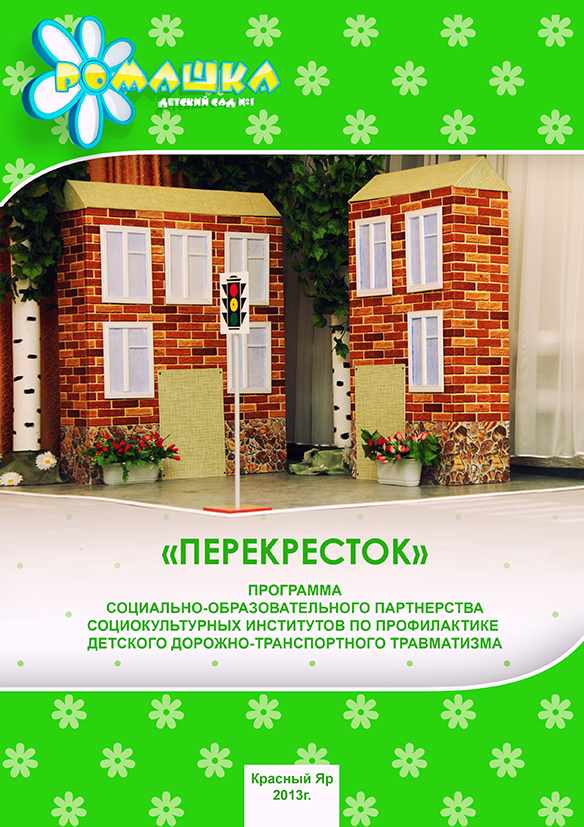 РОМАШКА
ДЕТСКИЙ САД №1
«ПЕРЕКРЕСТОК»
ПРОГРАММА
СОЦИАЛЬНО-ОБРАЗОВАТЕЛЬНОГО ПАРТНЕРСТВА
СОЦИОКУЛЬТУРНЫХ ИНСТИТУТОВ ПО ПРОФИЛАКТИКЕ
ДЕТСКОГО ДОРОЖНО-ТРАНСПОРТНОГО ТРАВМАТИЗМА
Красный Яр
2013г.